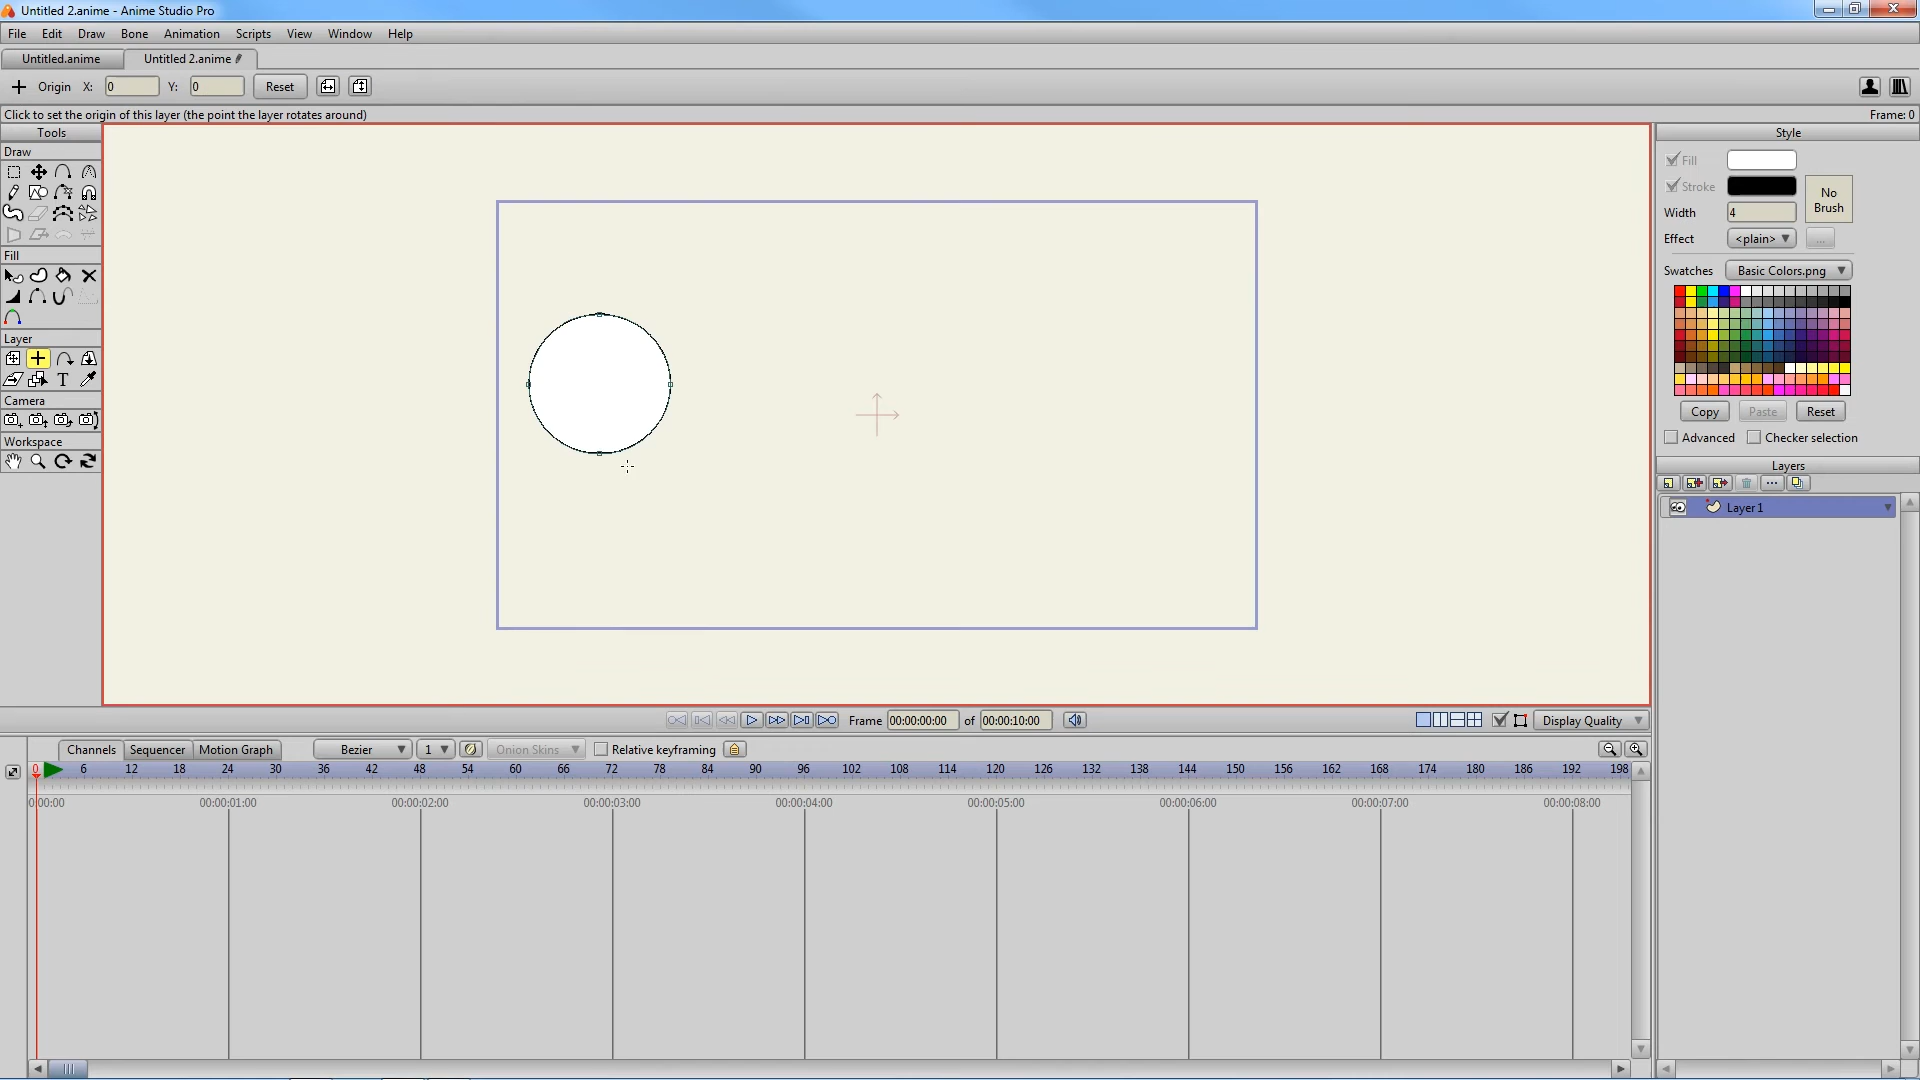 Untitled 2.anime - Anime Studio Pro
File Edit Draw Bone Animation Scripts View Window Help
Untitled.anime Untitled 2.anime
Origin X: 0 Y: 0 Reset
Click to set the origin of this layer (the point the layer rotates around) Frame: 0
Tools
Draw
Fill
Layer
T
Camera
Workspace
Style
Fill
Stroke
No
Brush
Width 4
Effect <plain> ...
Swatches Basic Colors.png
Copy Paste Reset
Advanced Checker selection
Layers
Layer 1
Frame 00:00:00:00 of 00:00:10:00 Display Quality
Channels Sequencer Motion Graph Bezier 1 Onion Skins Relative keyframing
0 6 12 18 24 30 36 42 48 54 60 66 72 78 84 90 96 102 108 114 120 126 132 138 144 150 156 162 168 174 180 186 192 198
0:00:00 00:00:01:00 00:00:02:00 00:00:03:00 00:00:04:00 00:00:05:00 00:00:06:00 00:00:07:00 00:00:08:00